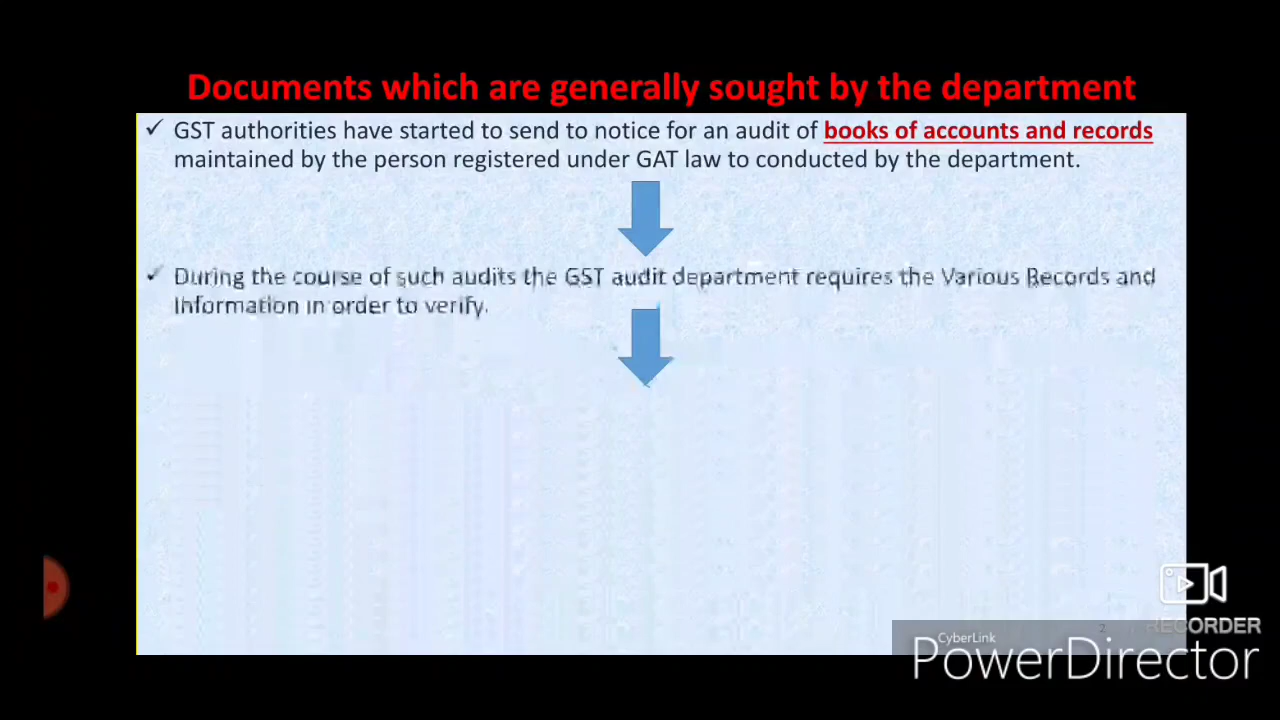 Documents which are generally sought by the department
✓ GST authorities have started to send to notice for an audit of books of accounts and records
maintained by the person registered under GAT law to conducted by the department.
✓ During the course of such audits the GST audit department requires the Various Records and
Information in order to verify.
2
RECORDER
CyberLink
PowerDirector